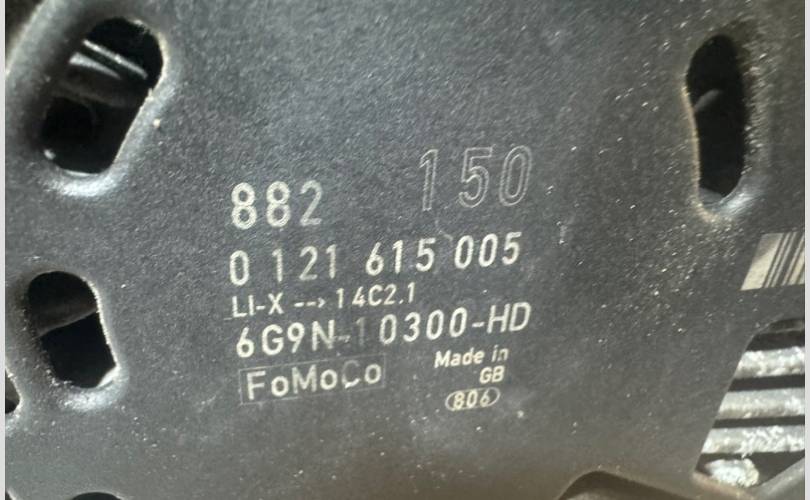 882 150
0 121 615 005
LI-X --> 14C2.1
6G9N-10300-HD
FoMoCo
Made in
GB
806